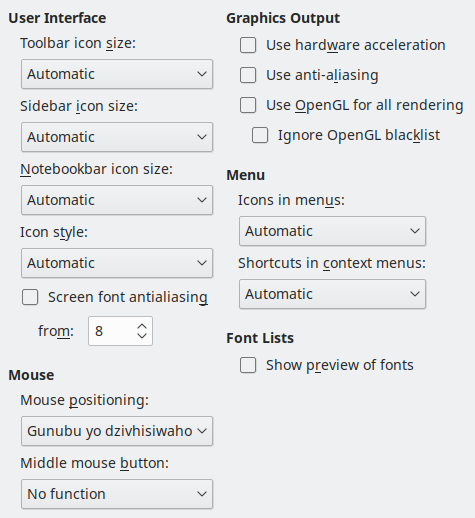 User Interface
Toolbar icon size:
Automatic
Sidebar icon size:
Automatic
Notebookbar icon size:
Automatic
Icon style:
Automatic
Screen font antialiasing
from: 8
Mouse
Mouse positioning:
Gunubu yo dzivhisiwaho
Middle mouse button:
No function
Graphics Output
Use hardware acceleration
Use anti-aliasing
Use OpenGL for all rendering
Ignore OpenGL blacklist
Menu
Icons in menus:
Automatic
Shortcuts in context menus:
Automatic
Font Lists
Show preview of fonts